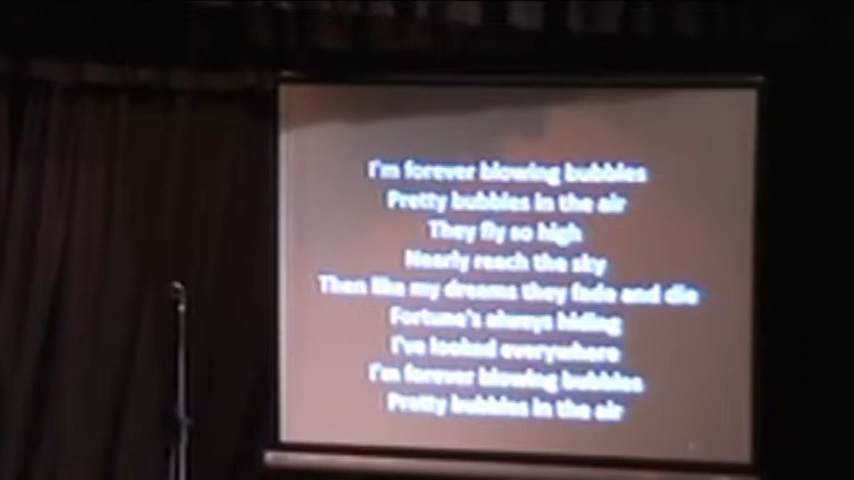 I'm forever blowing bubbles
Pretty bubbles in the air
They fly so high
Nearly reach the sky
Then like my dreams they fade and die
Fortune's always hiding
I've looked everywhere
I'm forever blowing bubbles
Pretty bubbles in the air